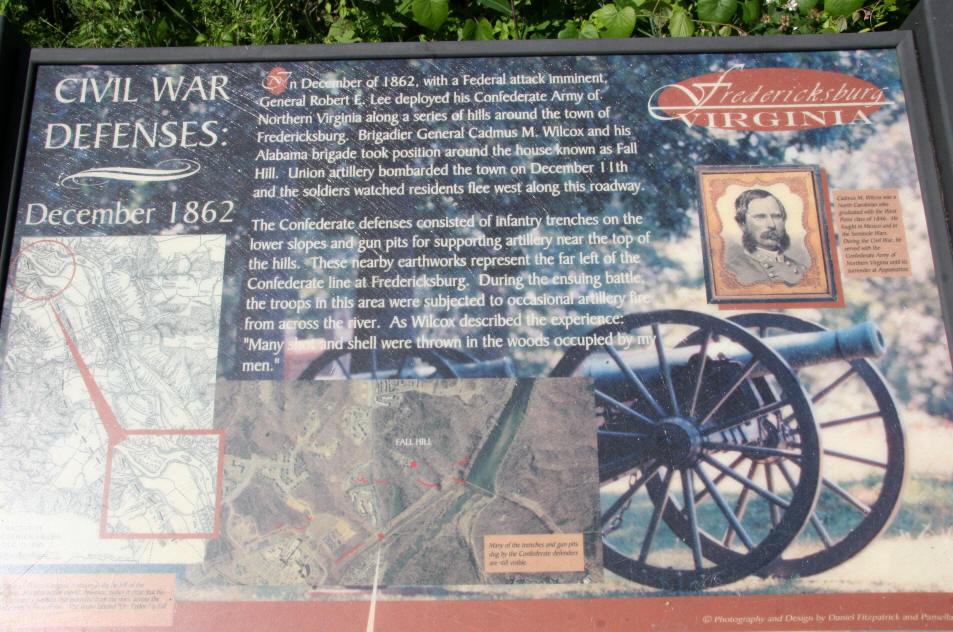 CIVIL WAR
DEFENSES:
December 1862
In December of 1862, with a Federal attack imminent,
General Robert E. Lee deployed his Confederate Army of
Northern Virginia along a series of hills around the town of
Fredericksburg. Brigadier General Cadmus M. Wilcox and his
Alabama brigade took position around the house known as Fall
Hill. Union artillery bombarded the town on December 11th
and the soldiers watched residents flee west along this roadway.
The Confederate defenses consisted of infantry trenches on the
lower slopes and gun pits for supporting artillery near the top of
the hills. These nearby earthworks represent the far left of the
Confederate line at Fredericksburg. During the ensuing battle,
the troops in this area were subjected to occasional artillery fire
from across the river. As Wilcox described the experience:
"Many shot and shell were thrown in the woods occupied by my
men."
Fredericksburg
VIRGINIA
Cadmus M. Wilcox was a
North Carolinian who
graduated with the West
Point class of 1846. He
fought in Mexico and in
the Seminole Wars.
During the Civil War, he
served with the
Confederate Army of
Northern Virginia until its
surrender at Appomattox.
FALL HILL
Many of the trenches and gun pits
dug by the Confederate defenders
are still visible.
© Photography and Design by Daniel Fitzpatrick and Pamella